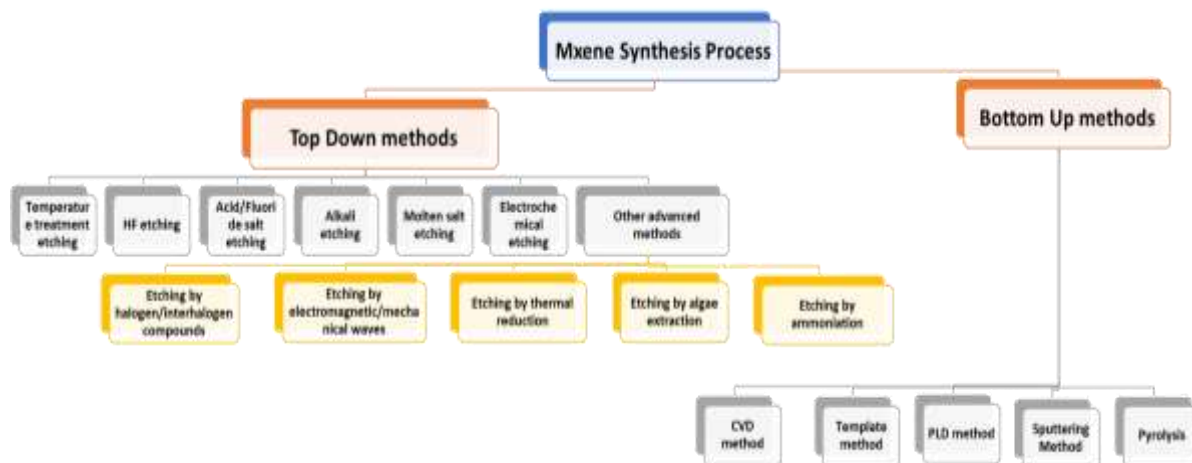 Mxene Synthesis Process
Top Down methods
Bottom Up methods
Temperatur
e treatment
etching
HF etching
Acid/Fluori
de salt
etching
Alkali
etching
Molten salt
etching
Electroche
mical
etching
Other advanced
methods
Etching by
halogen/interhalogen
compounds
Etching by
electromagnetic/mecha
nical waves
Etching by thermal
reduction
Etching by algae
extraction
Etching by
ammoniation
CVD
method
Template
method
PLD method
Sputtering
Method
Pyrolysis